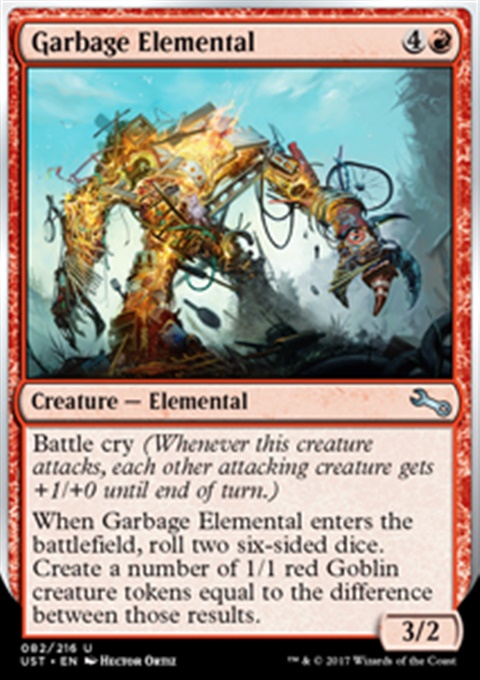 Garbage Elemental 4
Creature — Elemental
Battle cry (Whenever this creature
attacks, each other attacking creature gets
+1/+0 until end of turn.)
When Garbage Elemental enters the
battlefield, roll two six-sided dice.
Create a number of 1/1 red Goblin
creature tokens equal to the difference
between those results.
3/2
082/216 U
UST • EN Hector Ortiz
™ & © 2017 Wizards of the Coast